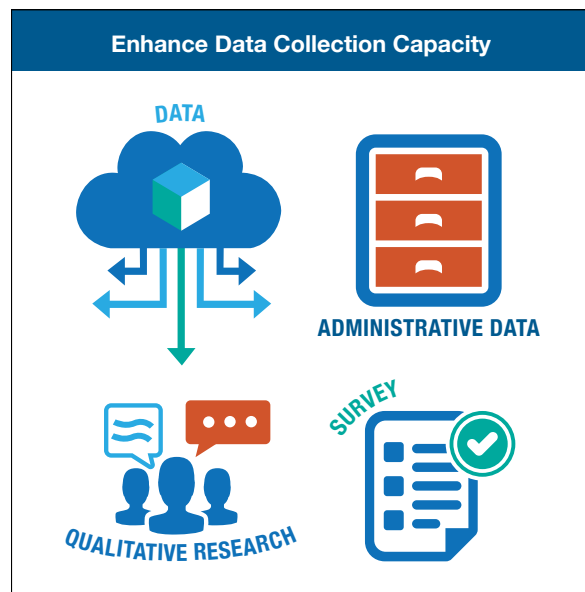 Enhance Data Collection Capacity
DATA
ADMINISTRATIVE DATA
QUALITATIVE RESEARCH
SURVEY